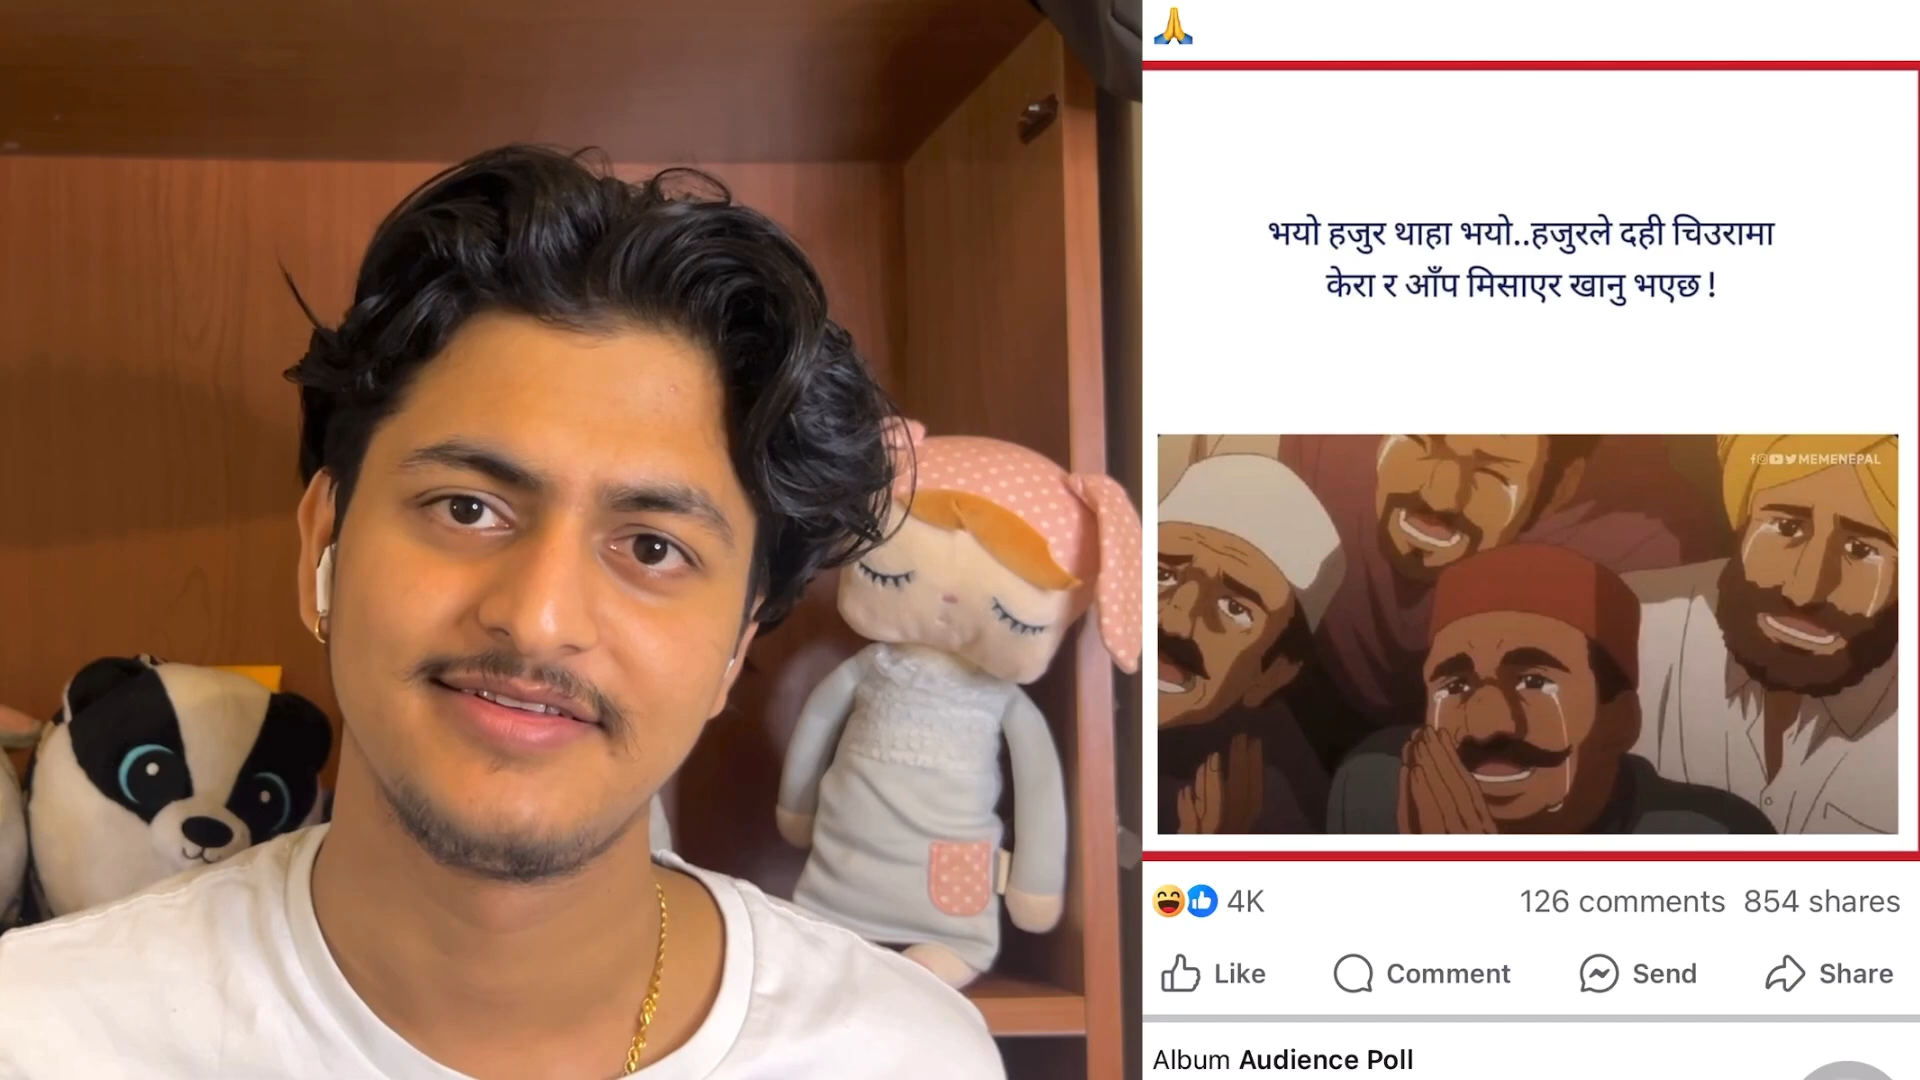 भयो हजुर थाहा भयो..हजुरले दही चिउरामा
केरा र आँप मिसाएर खानु भएछ !
MEMENEPAL
4K
126 comments 854 shares
Like Comment Send Share
Album Audience Poll